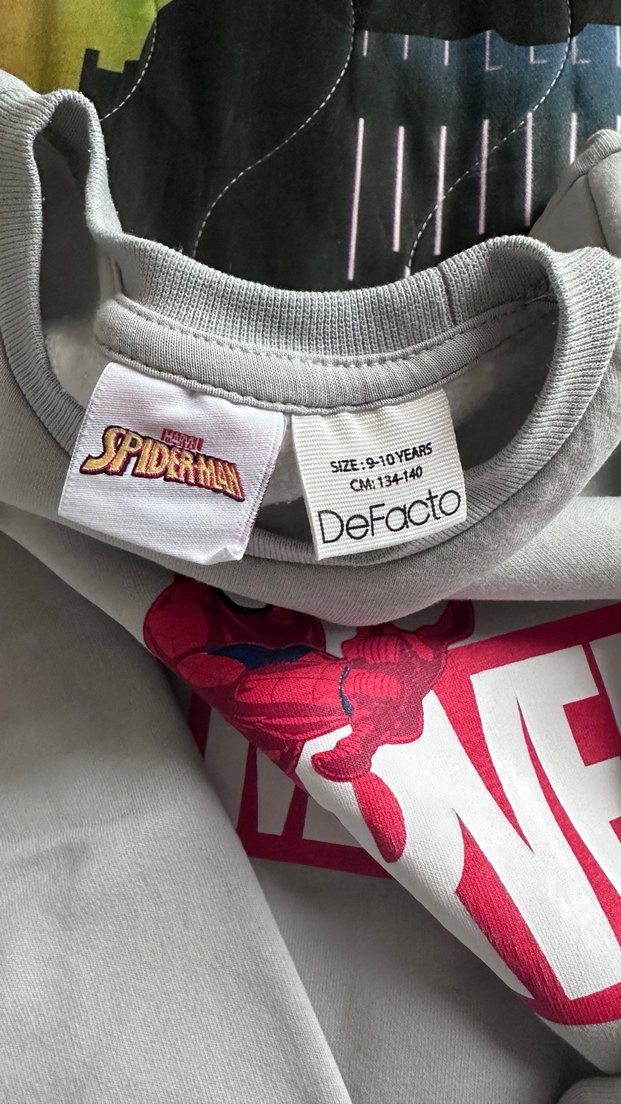 MARVEL
SPIDER-MAN
SIZE : 9-10 YEARS
CM: 134-140
DeFacto